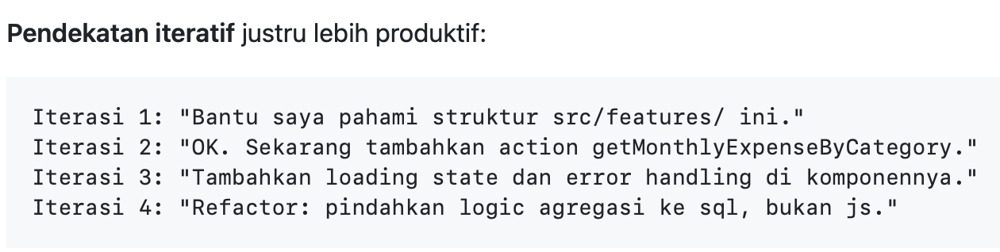 Pendekatan iteratif justru lebih produktif:
Iterasi 1: "Bantu saya pahami struktur src/features/ ini."
Iterasi 2: "OK. Sekarang tambahkan action getMonthlyExpenseByCategory."
Iterasi 3: "Tambahkan loading state dan error handling di komponennya."
Iterasi 4: "Refactor: pindahkan logic agregasi ke sql, bukan js."